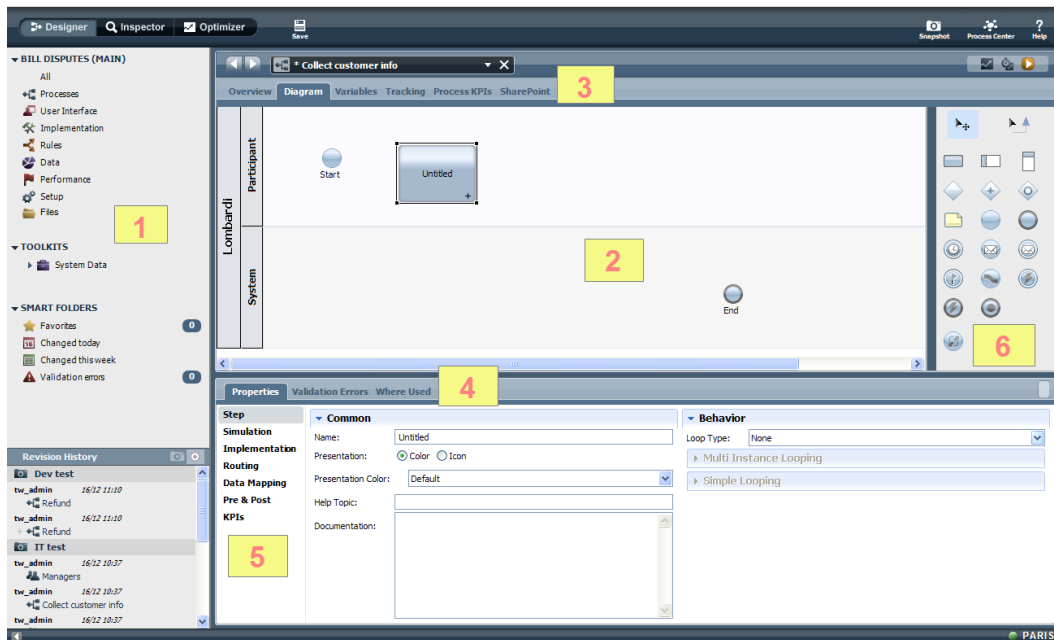 Designer Inspector Optimizer
Save
Snapshot Process Center Help
BILL DISPUTES (MAIN)
All
Processes
User Interface
Implementation
Rules
Data
Performance
Setup
Files
1
TOOLKITS
System Data
SMART FOLDERS
Favorites 0
16 Changed today
Changed this week
Validation errors 0
Revision History
Dev test
tw_admin 16/12 11:10
Refund
tw_admin 16/12 11:10
+ Refund
IT test
tw_admin 16/12 10:37
Managers
tw_admin 16/12 10:37
Collect customer info
tw_admin 16/12 10:37
* Collect customer info
Overview Diagram Variables Tracking Process KPIs SharePoint
3
Lombardi
Participant
Start
Untitled
+
System
2
End
6
Properties Validation Errors Where Used
4
Step
Simulation
Implementation
Routing
Data Mapping
Pre & Post
KPIs
5
Common
Name: Untitled
Presentation: Color Icon
Presentation Color: Default
Help Topic:
Documentation:
Behavior
Loop Type: None
Multi Instance Looping
Simple Looping
PARIS